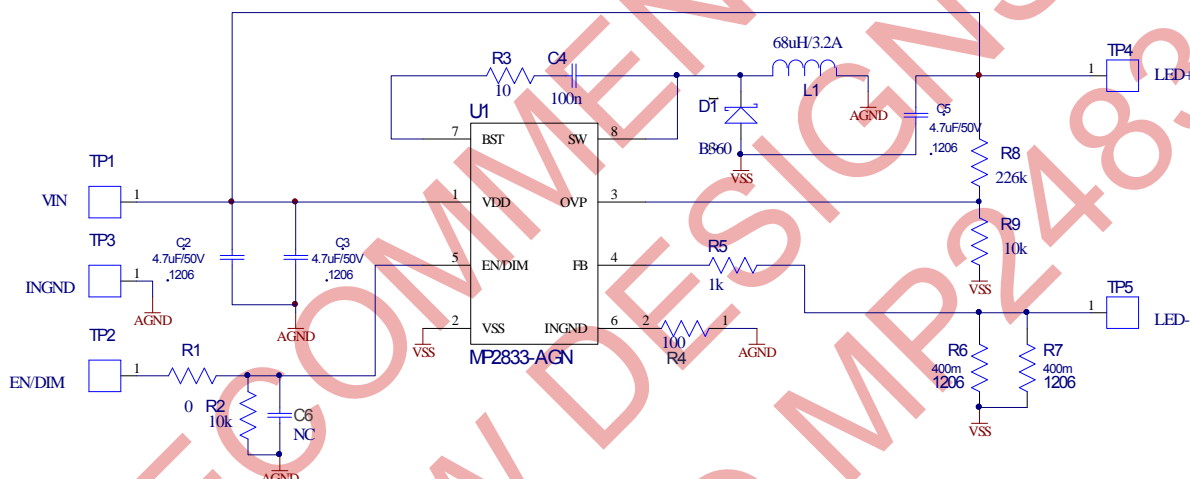 68uH/3.2A
TP4
R3
C4
1
LED+
10
100n
L1
U1
D1
AGND
C5
4.7uF/50V
1206
7
BST
SW
8
B360
R8
226k
VSS
TP1
VIN
1
1
VDD
OVP
3
TP3
R9
10k
C2
4.7uF/50V
1206
C3
4.7uF/50V
1206
INGND
1
5
EN/DIM
FB
4
R5
1k
VSS
TP5
AGND
AGND
1
LED-
TP2
2
VSS
INGND
6
2
100
1
R4
VSS
AGND
MP2833-AGN
R1
R6
400m
1206
R7
400m
1206
EN/DIM
1
0
R2
10k
C6
NC
VSS
AGND
ECOMMEN
W DESIGNS
MP2483